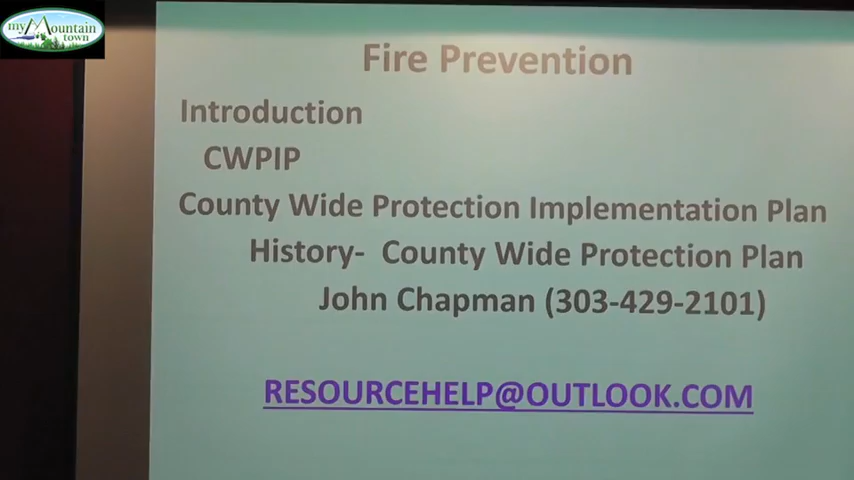 my Mountain
town
Fire Prevention
Introduction
CWPIP
County Wide Protection Implementation Plan
History- County Wide Protection Plan
John Chapman (303-429-2101)
RESOURCEHELP@OUTLOOK.COM